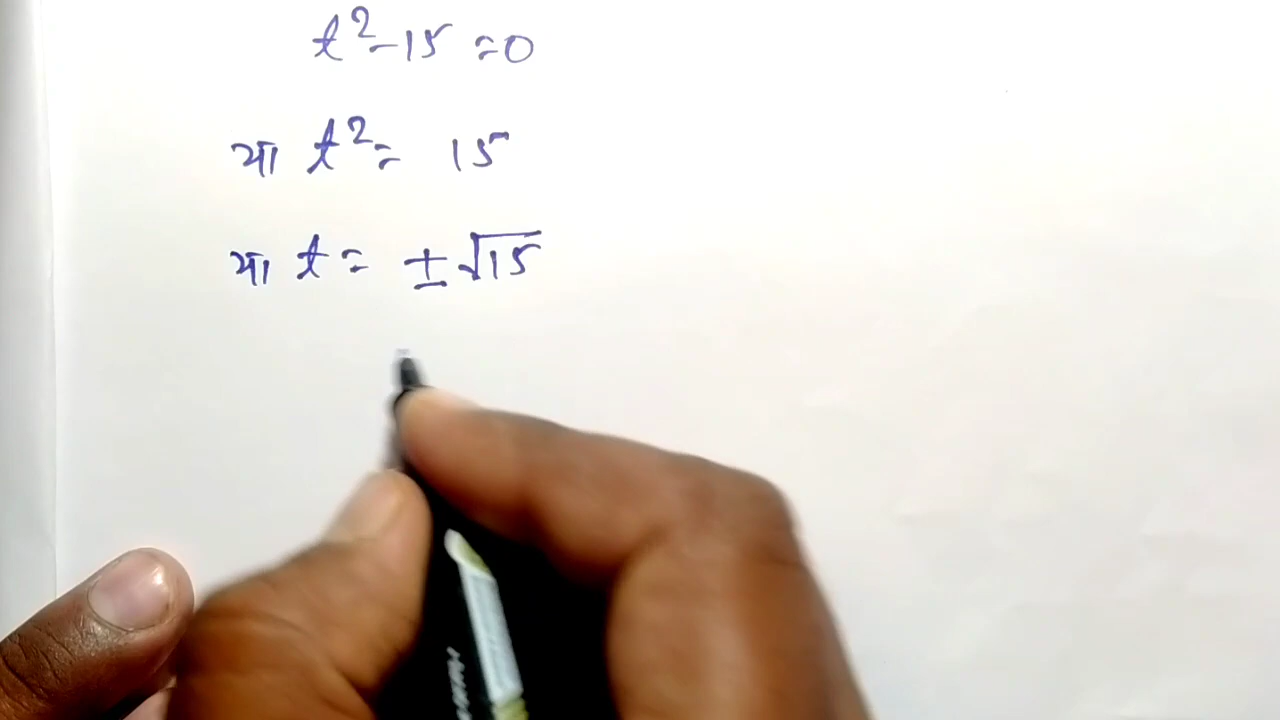 t² - 15 = 0
या t² = 15
या t = ± √15